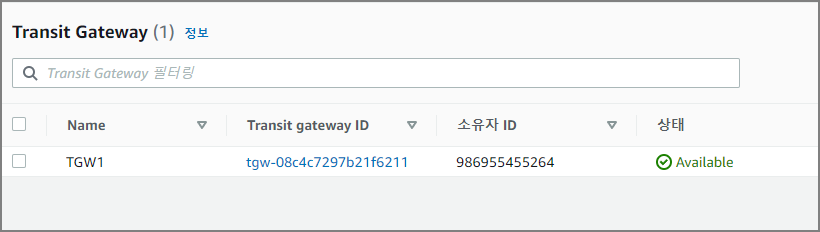 Transit Gateway (1) 정보
Transit Gateway 필터링
Name Transit gateway ID 소유자 ID 상태
TGW1 tgw-08c4c7297b21f6211 986955455264 Available